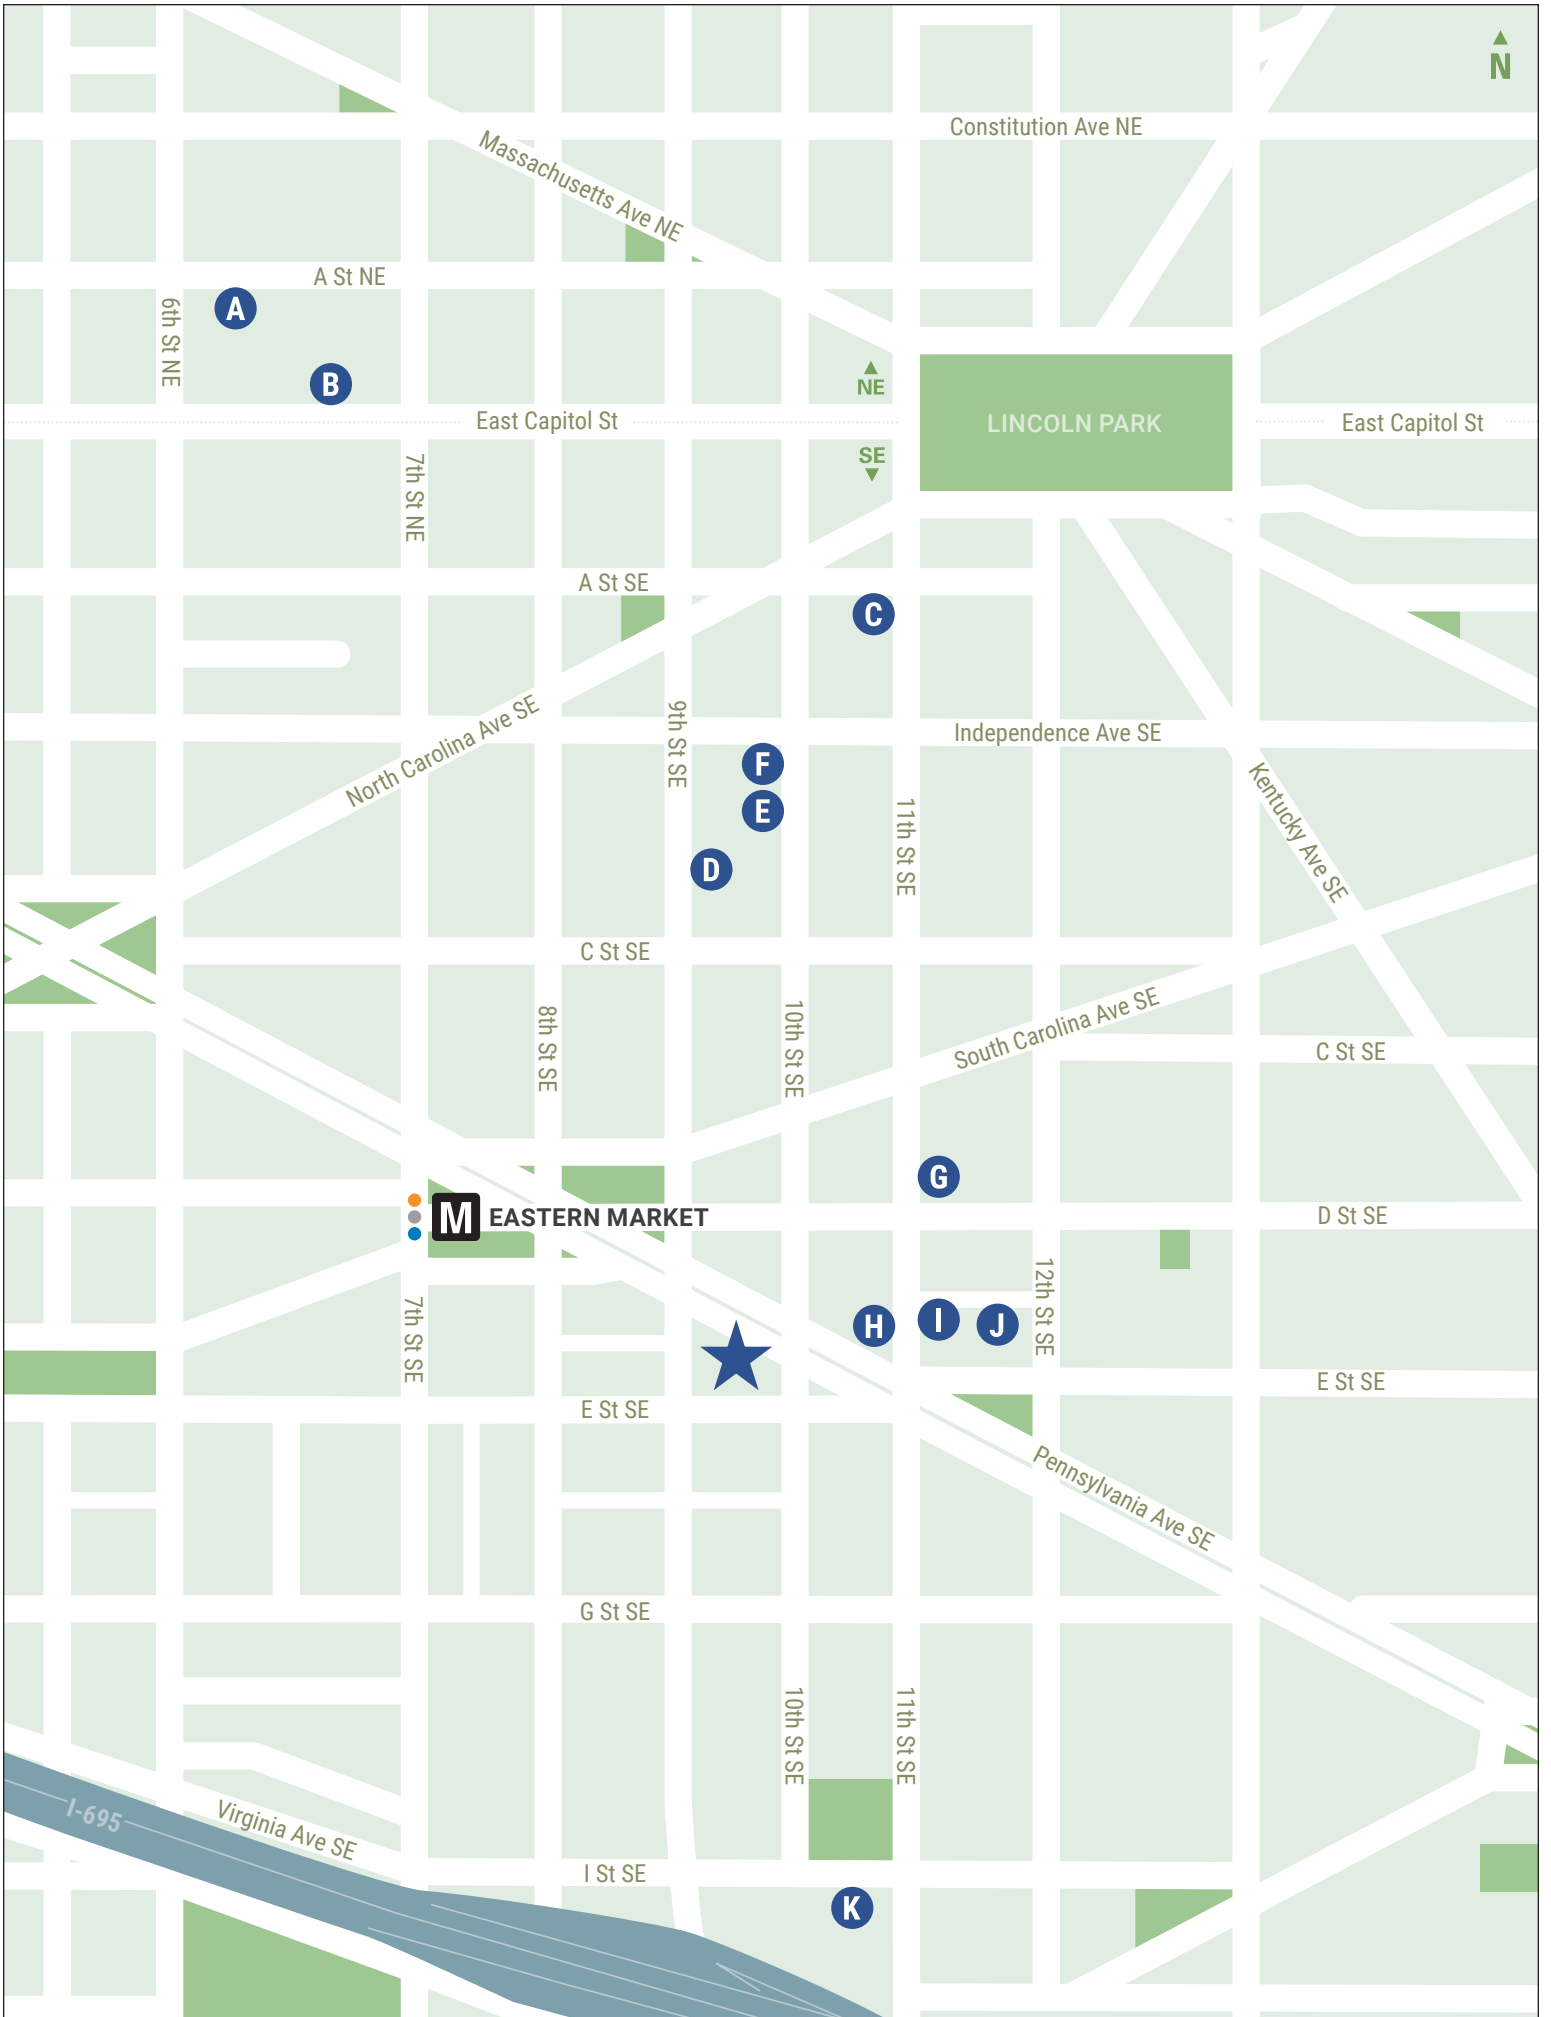 N
Constitution Ave NE
Massachusetts Ave NE
A St NE
6th St NE
A
B
NE
East Capitol St
LINCOLN PARK
East Capitol St
SE
7th St NE
A St SE
C
North Carolina Ave SE
9th St SE
Independence Ave SE
F
E
Kentucky Ave SE
11th St SE
D
C St SE
8th St SE
10th St SE
South Carolina Ave SE
C St SE
G
M EASTERN MARKET
D St SE
12th St SE
7th St SE
H
I
J
E St SE
E St SE
Pennsylvania Ave SE
G St SE
10th St SE
11th St SE
I-695
Virginia Ave SE
I St SE
K